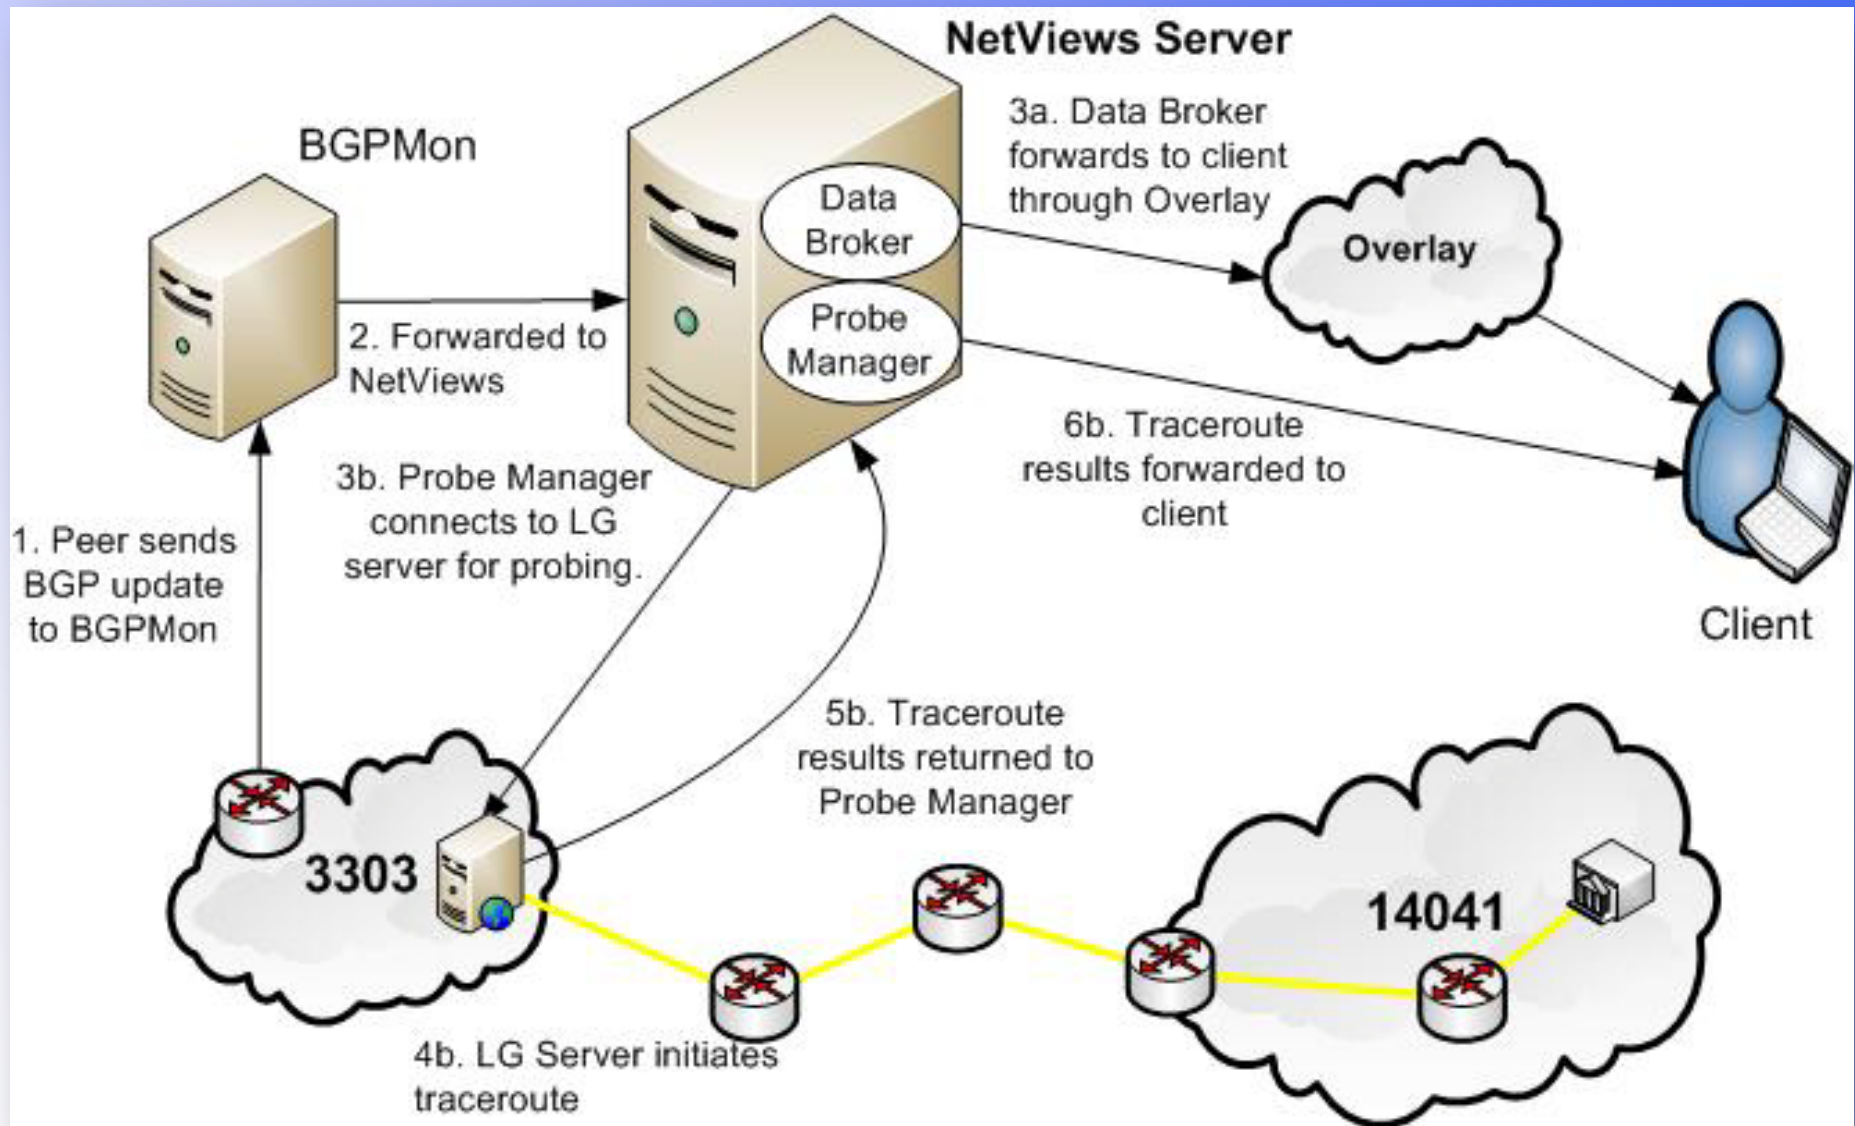 NetViews Server
BGPMon
3a. Data Broker
forwards to client
through Overlay
Data
Broker
Overlay
Probe
Manager
2. Forwarded to
NetViews
6b. Traceroute
results forwarded to
client
3b. Probe Manager
connects to LG
server for probing.
1. Peer sends
BGP update
to BGPMon
Client
5b. Traceroute
results returned to
Probe Manager
3303
14041
4b. LG Server initiates
traceroute